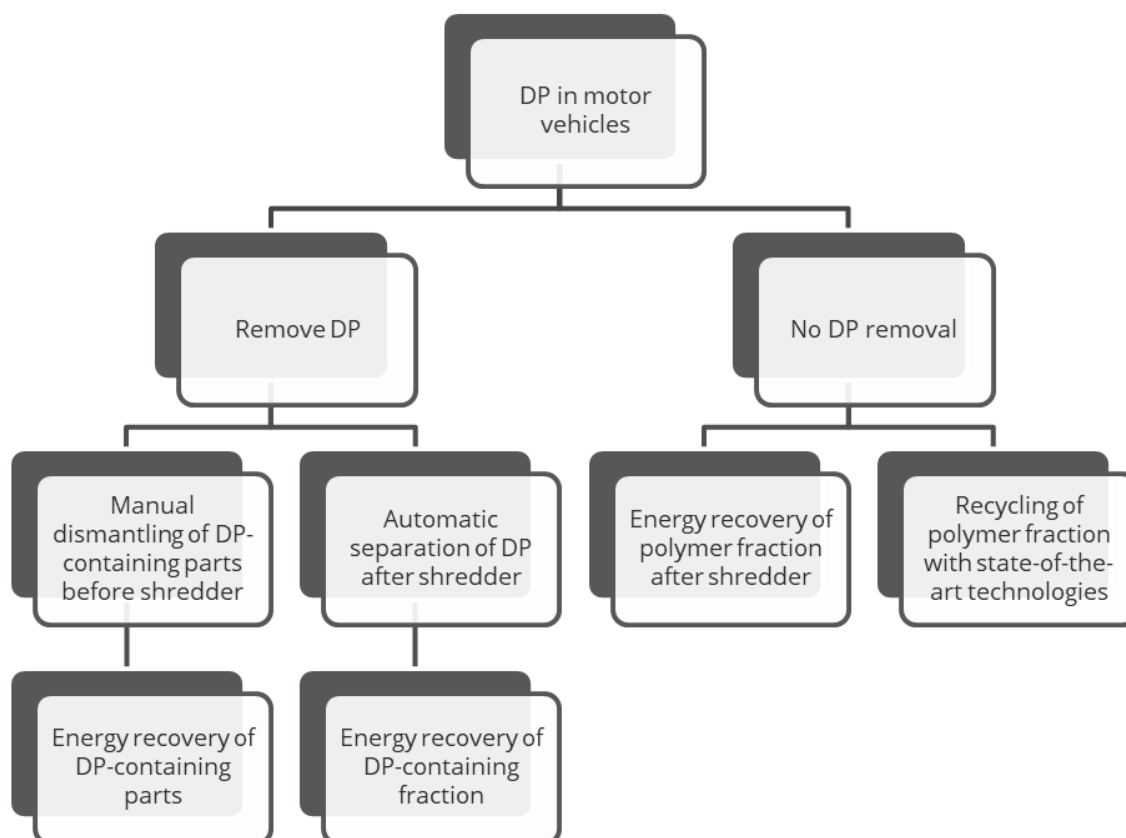 DP in motor
vehicles
Remove DP
No DP removal
Manual
dismantling of DP-
containing parts
before shredder
Automatic
separation of DP
after shredder
Energy recovery of
polymer fraction
after shredder
Recycling of
polymer fraction
with state-of-the-
art technologies
Energy recovery of
DP-containing
parts
Energy recovery of
DP-containing
fraction